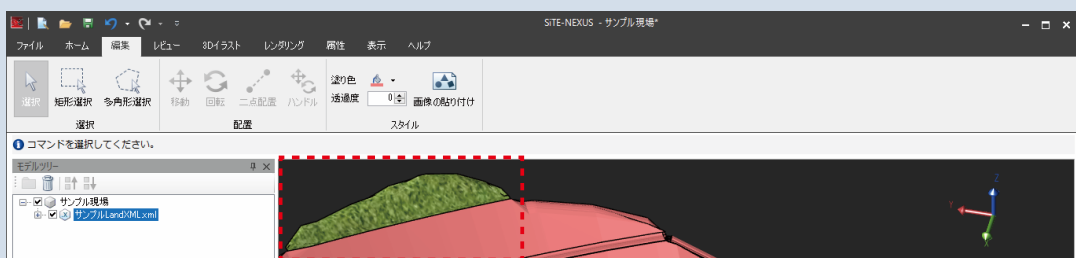 SiTE-NEXUS - サンプル現場*
ファイル ホーム 編集 レビュー 3Dイラスト レンダリング 属性 表示 ヘルプ
選択 矩形選択 多角形選択 移動 回転 二点配置 ハンドル 塗り色
透過度 0 画像の貼り付け
選択 配置 スタイル
コマンドを選択してください。
モデルツリー
サンプル現場
サンプルLandXML.xml
Z
Y
X